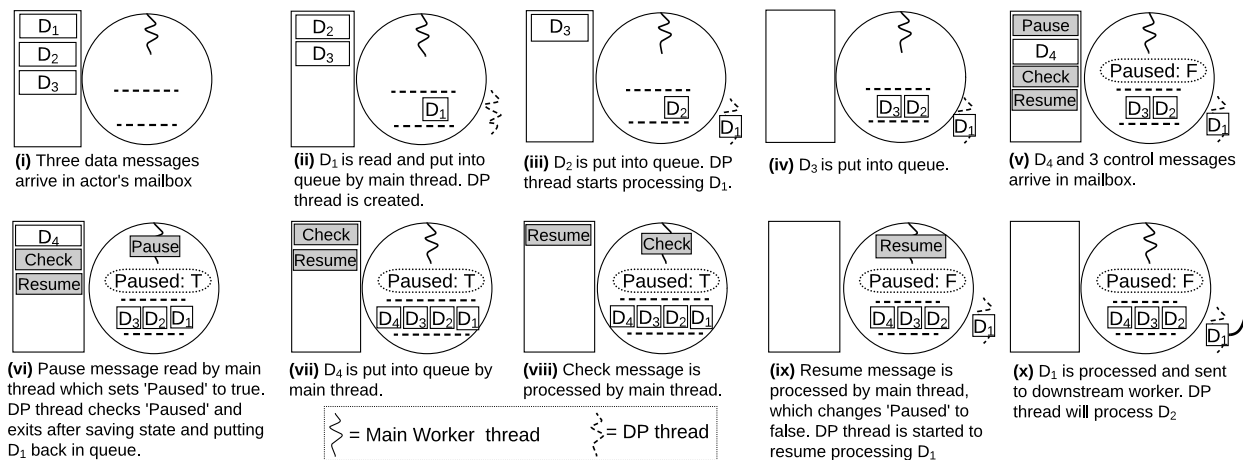 D1
D2
D3
(i) Three data messages
arrive in actor's mailbox
D2
D3
D1
(ii) D1 is read and put into
queue by main thread. DP
thread is created.
D3
D2
D1
(iii) D2 is put into queue. DP
thread starts processing D1.
D3 D2
D1
(iv) D3 is put into queue.
Pause
D4
Check
Resume
Paused: F
D3 D2
D1
(v) D4 and 3 control messages
arrive in mailbox.
D4
Check
Resume
Pause
Paused: T
D3 D2 D1
(vi) Pause message read by main
thread which sets 'Paused' to true.
DP thread checks 'Paused' and
exits after saving state and putting
D1 back in queue.
Check
Resume
Paused: T
D4 D3 D2 D1
(vii) D4 is put into queue by
main thread.
Resume
Check
Paused: T
D4 D3 D2 D1
(viii) Check message is
processed by main thread.
Resume
Paused: F
D4 D3 D2
D1
(ix) Resume message is
processed by main thread,
which changes 'Paused' to
false. DP thread is started to
resume processing D1
Paused: F
D4 D3 D2
D1
(x) D1 is processed and sent
to downstream worker. DP
thread will process D2
= Main Worker thread
= DP thread